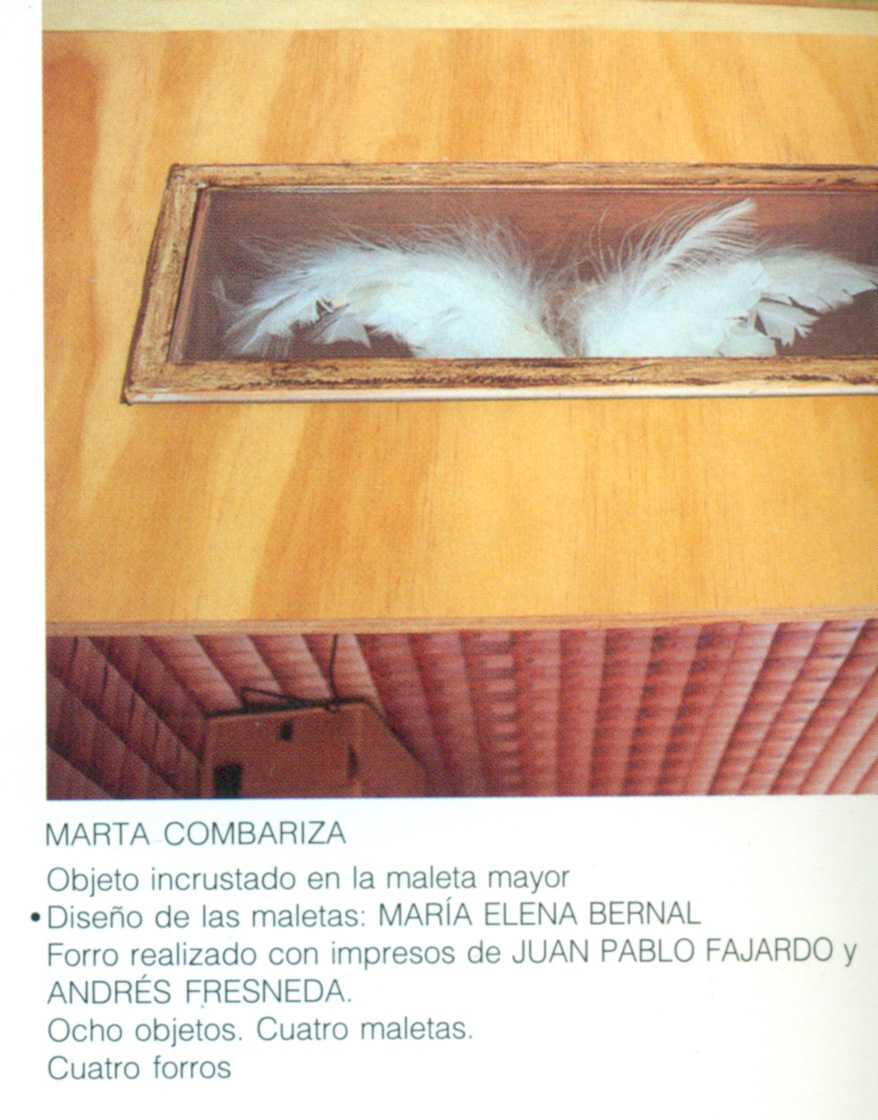 MARTA COMBARIZA
Objeto incrustado en la maleta mayor
•Diseño de las maletas: MARÍA ELENA BERNAL
Forro realizado con impresos de JUAN PABLO FAJARDO y
ANDRÉS FRESNEDA.
Ocho objetos. Cuatro maletas.
Cuatro forros